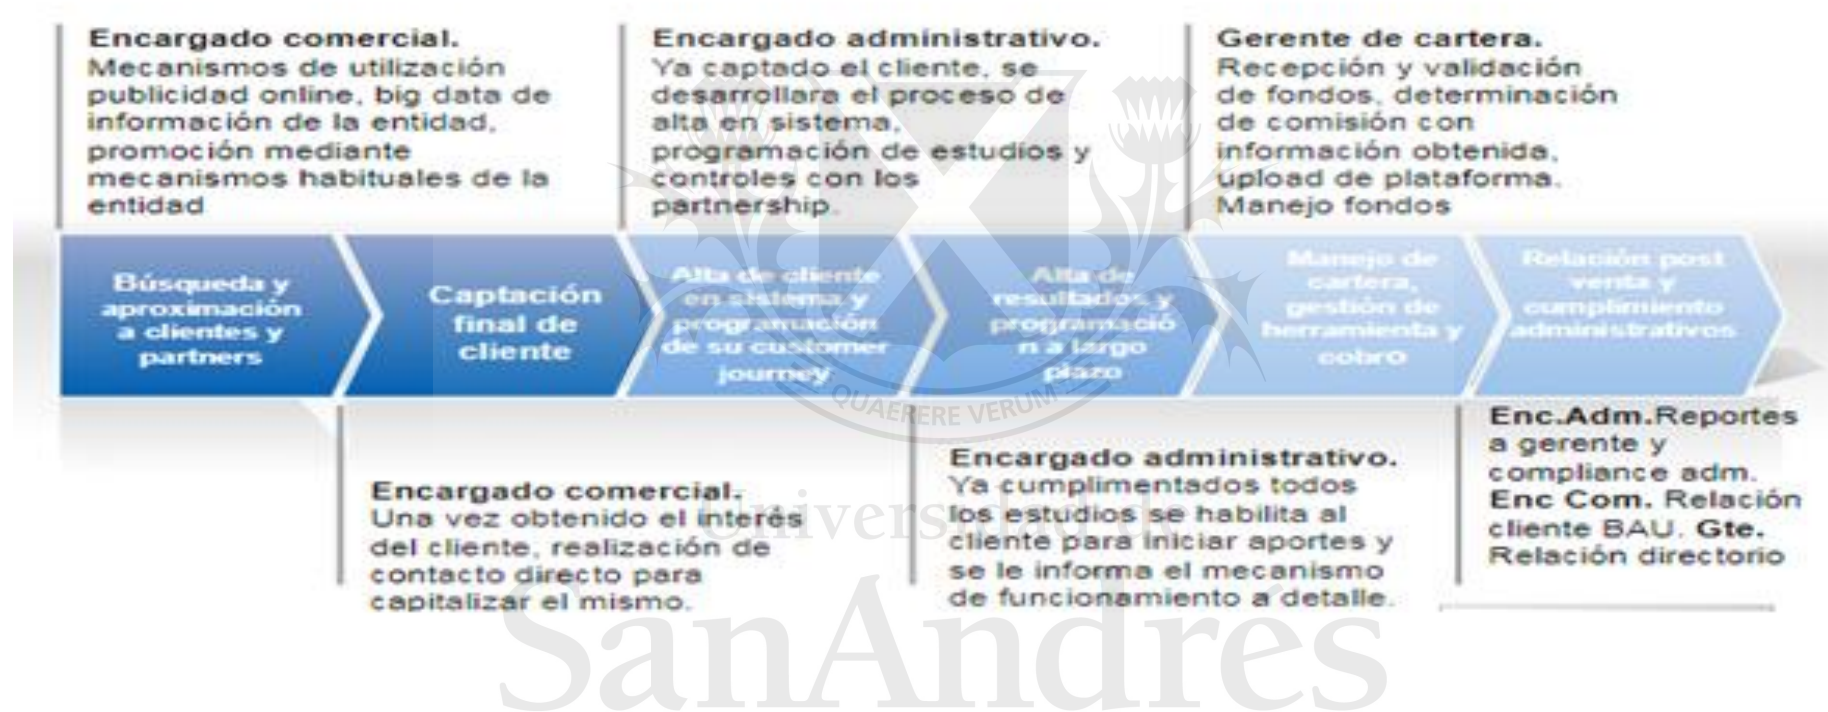 Encargado comercial.
Mecanismos de utilización
publicidad online, big data de
información de la entidad,
promoción mediante
mecanismos habituales de la
entidad
Encargado administrativo.
Ya captado el cliente, se
desarrollara el proceso de
alta en sistema,
programación de estudios y
controles con los
partnership.
Gerente de cartera.
Recepción y validación
de fondos, determinación
de comisión con
información obtenida,
upload de plataforma.
Manejo fondos
Búsqueda y
aproximación
a clientes y
partners
Captación
final de
cliente
Alta de cliente
en sistema y
programación
de su customer
journey
Alta de
resultados y
programació
n a largo
plazo
Manejo de
cartera,
gestión de
herramienta y
cobro
Relación post
venta y
cumplimiento
administrativos
Encargado comercial.
Una vez obtenido el interés
del cliente, realización de
contacto directo para
capitalizar el mismo.
Encargado administrativo.
Ya cumplimentados todos
los estudios se habilita al
cliente para iniciar aportes y
se le informa el mecanismo
de funcionamiento a detalle.
Enc.Adm.Reportes
a gerente y
compliance adm.
Enc Com. Relación
cliente BAU. Gte.
Relación directorio
QUAERERE VERUM
Universidad de
SanAndrés